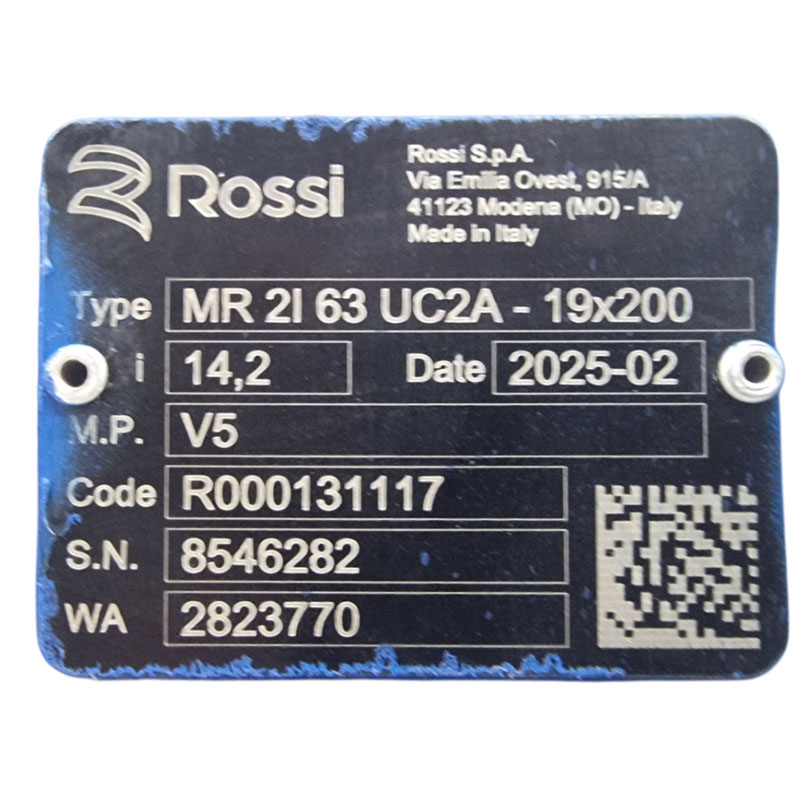 Rossi
Rossi S.p.A.
Via Emilia Ovest, 915/A
41123 Modena (MO) - Italy
Made in Italy
Type MR 2I 63 UC2A - 19x200
i 14,2 Date 2025-02
M.P. V5
Code R000131117
S.N. 8546282
WA 2823770